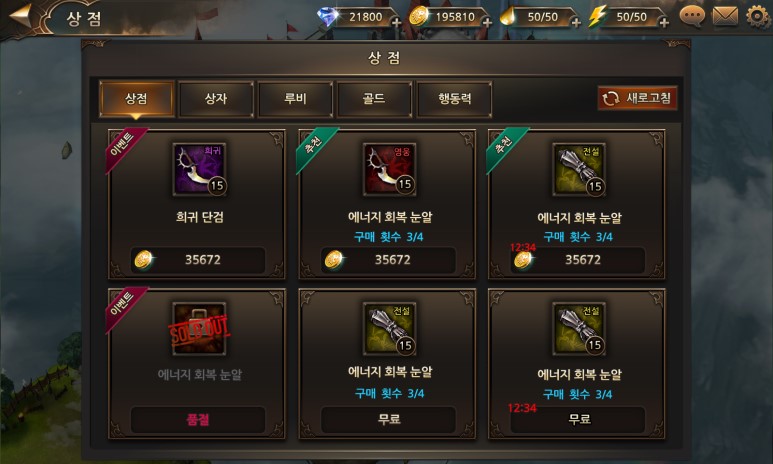 상점
21800
195810
50/50
50/50
상 점
상점
상자
루비
골드
행동력
새로고침
이벤트
희귀
15
희귀 단검
35672
추천
영웅
15
에너지 회복 눈알
구매 횟수 3/4
35672
추천
전설
15
에너지 회복 눈알
구매 횟수 3/4
12:34
35672
이벤트
SOLD OUT
에너지 회복 눈알
품절
전설
15
에너지 회복 눈알
구매 횟수 3/4
무료
전설
15
에너지 회복 눈알
구매 횟수 3/4
12:34
무료